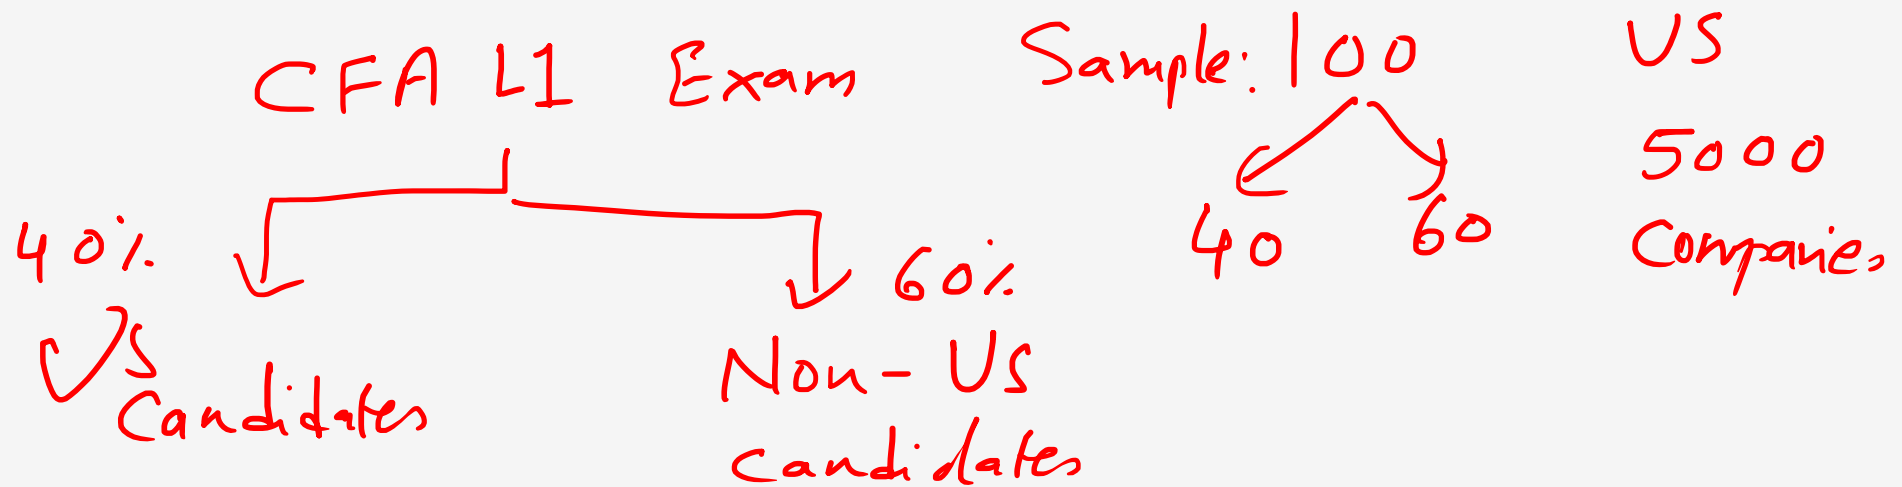 CFA L1 Exam
40%
US
Candidates
60%
Non-US
Candidates
Sample: 100
40 60
US
5000
Companies